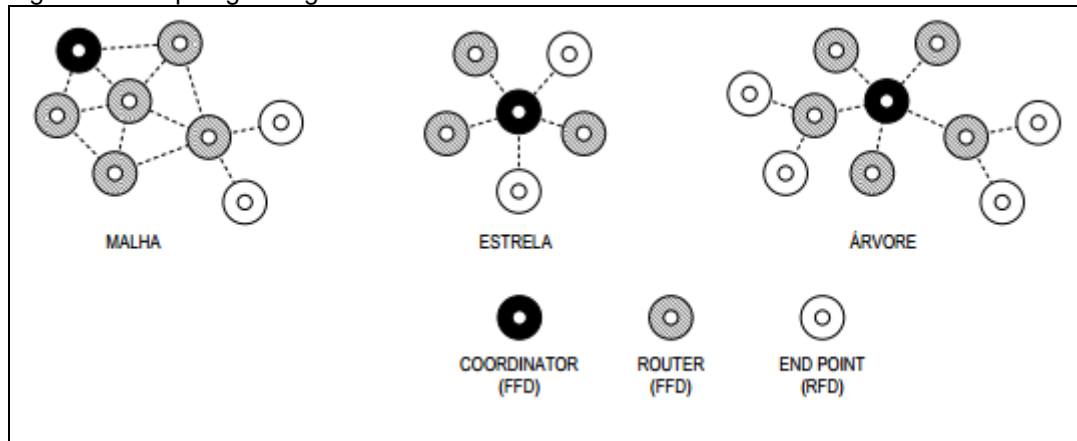 MALHA
ESTRELA
ÁRVORE
COORDINATOR
(FFD)
ROUTER
(FFD)
END POINT
(RFD)